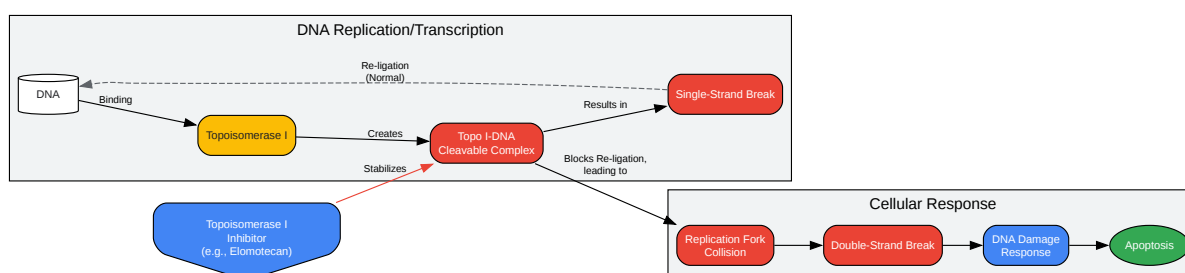 DNA Replication/Transcription
Re-ligation
(Normal)
DNA
Single-Strand Break
Binding
Results in
Topoisomerase I
Creates
Topo I-DNA
Cleavable Complex
Stabilizes
Blocks Re-ligation,
leading to
Topoisomerase I
Inhibitor
(e.g., Elomotecan)
Cellular Response
Replication Fork
Collision
Double-Strand Break
DNA Damage
Response
Apoptosis